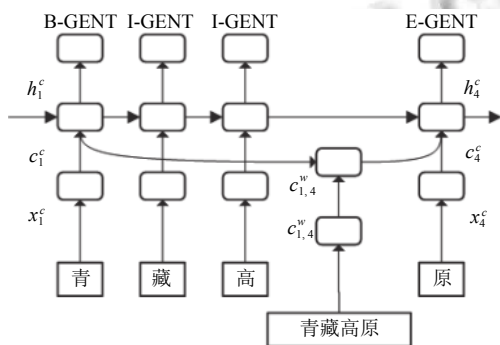 B-GENT I-GENT I-GENT E-GENT
h_1^c h_4^c
c_1^c c_4^c
c_{1,4}^w
x_1^c x_4^c
c_{1,4}^w
青 藏 高 原
青藏高原